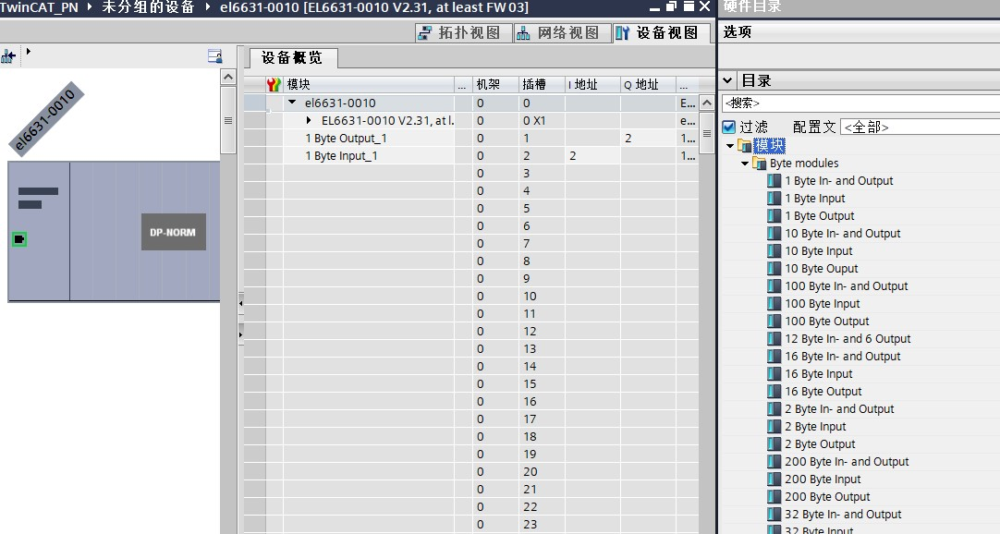 TwinCAT_PN ▸ 未分组的设备 ▸ el6631-0010 [EL6631-0010 V2.31, at least FW 03]
拓扑视图 网络视图 设备视图
el6631-0010
DP-NORM
设备概览
模块 ... 机架 插槽 I 地址 Q 地址 ...
el6631-0010 0 0 E...
EL6631-0010 V2.31, at l. 0 0 X1 e...
1 Byte Output_1 0 1 2 1...
1 Byte Input_1 0 2 2 1...
0 3
0 4
0 5
0 6
0 7
0 8
0 9
0 10
0 11
0 12
0 13
0 14
0 15
0 16
0 17
0 18
0 19
0 20
0 21
0 22
0 23
硬件目录
选项
目录
<搜索>
过滤 配置文 <全部>
模块
Byte modules
1 Byte In- and Output
1 Byte Input
1 Byte Output
10 Byte In- and Output
10 Byte Input
10 Byte Ouput
100 Byte In- and Output
100 Byte Input
100 Byte Output
12 Byte In- and 6 Output
16 Byte In- and Output
16 Byte Input
16 Byte Output
2 Byte In- and Output
2 Byte Input
2 Byte Output
200 Byte In- and Output
200 Byte Input
200 Byte Output
32 Byte In- and Output
32 Byte Input